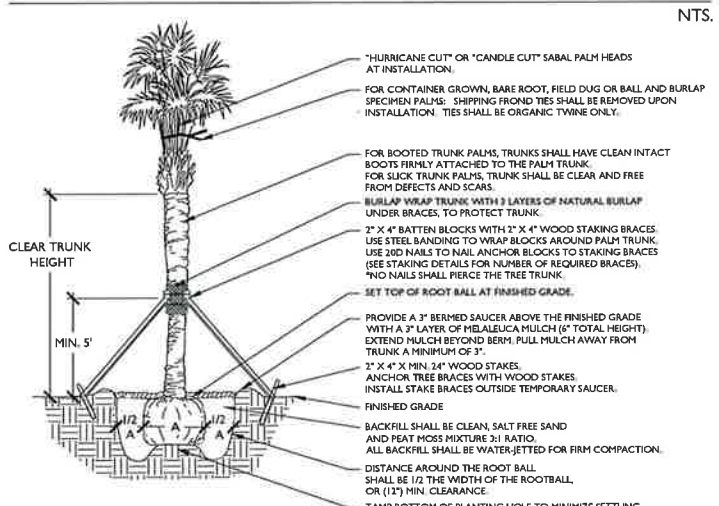 NTS.
"HURRICANE CUT" OR "CANDLE CUT" SABAL PALM HEADS
AT INSTALLATION.
FOR CONTAINER GROWN, BARE ROOT, FIELD DUG OR BALL AND BURLAP
SPECIMEN PALMS: SHIPPING FROND TIES SHALL BE REMOVED UPON
INSTALLATION. TIES SHALL BE ORGANIC TWINE ONLY.
FOR BOOTED TRUNK PALMS, TRUNKS SHALL HAVE CLEAN INTACT
BOOTS FIRMLY ATTACHED TO THE PALM TRUNK.
FOR SLICK TRUNK PALMS, TRUNK SHALL BE CLEAR AND FREE
FROM DEFECTS AND SCARS.
BURLAP WRAP TRUNK WITH 3 LAYERS OF NATURAL BURLAP
UNDER BRACES, TO PROTECT TRUNK.
2" X 4" BATTEN BLOCKS WITH 2" X 4" WOOD STAKING BRACES.
USE STEEL BANDING TO WRAP BLOCKS AROUND PALM TRUNK.
USE 20D NAILS TO NAIL ANCHOR BLOCKS TO STAKING BRACES
(SEE STAKING DETAILS FOR NUMBER OF REQUIRED BRACES).
*NO NAILS SHALL PIERCE THE TREE TRUNK.
SET TOP OF ROOT BALL AT FINISHED GRADE.
PROVIDE A 3" BERMED SAUCER ABOVE THE FINISHED GRADE
WITH A 3" LAYER OF MELALEUCA MULCH (6" TOTAL HEIGHT).
EXTEND MULCH BEYOND BERM. PULL MULCH AWAY FROM
TRUNK A MINIMUM OF 3".
2" X 4" X MIN. 24" WOOD STAKES.
ANCHOR TREE BRACES WITH WOOD STAKES.
INSTALL STAKE BRACES OUTSIDE TEMPORARY SAUCER.
FINISHED GRADE
BACKFILL SHALL BE CLEAN, SALT FREE SAND
AND PEAT MOSS MIXTURE 3:1 RATIO.
ALL BACKFILL SHALL BE WATER-JETTED FOR FIRM COMPACTION.
DISTANCE AROUND THE ROOT BALL
SHALL BE 1/2 THE WIDTH OF THE ROOTBALL,
OR (12") MIN. CLEARANCE.
TAMP BOTTOM OF PLANTING HOLE TO MINIMIZE SETTLING
CLEAR TRUNK
HEIGHT
MIN. 5'
1/2
A
A
1/2
A